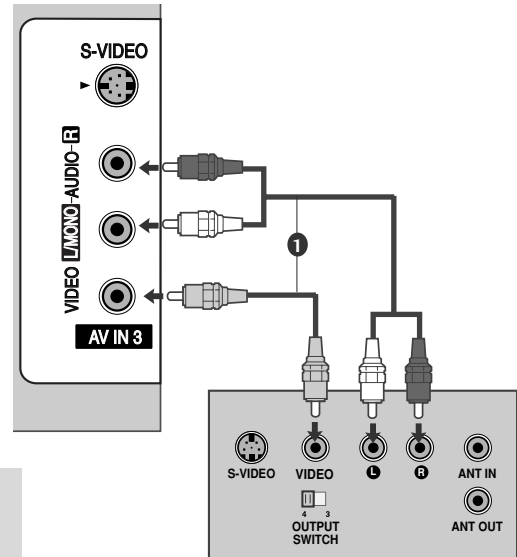 S-VIDEO
VIDEO L/MONO-AUDIO-R
AV IN 3
1
S-VIDEO VIDEO L R ANT IN
4 3
OUTPUT
SWITCH
ANT OUT